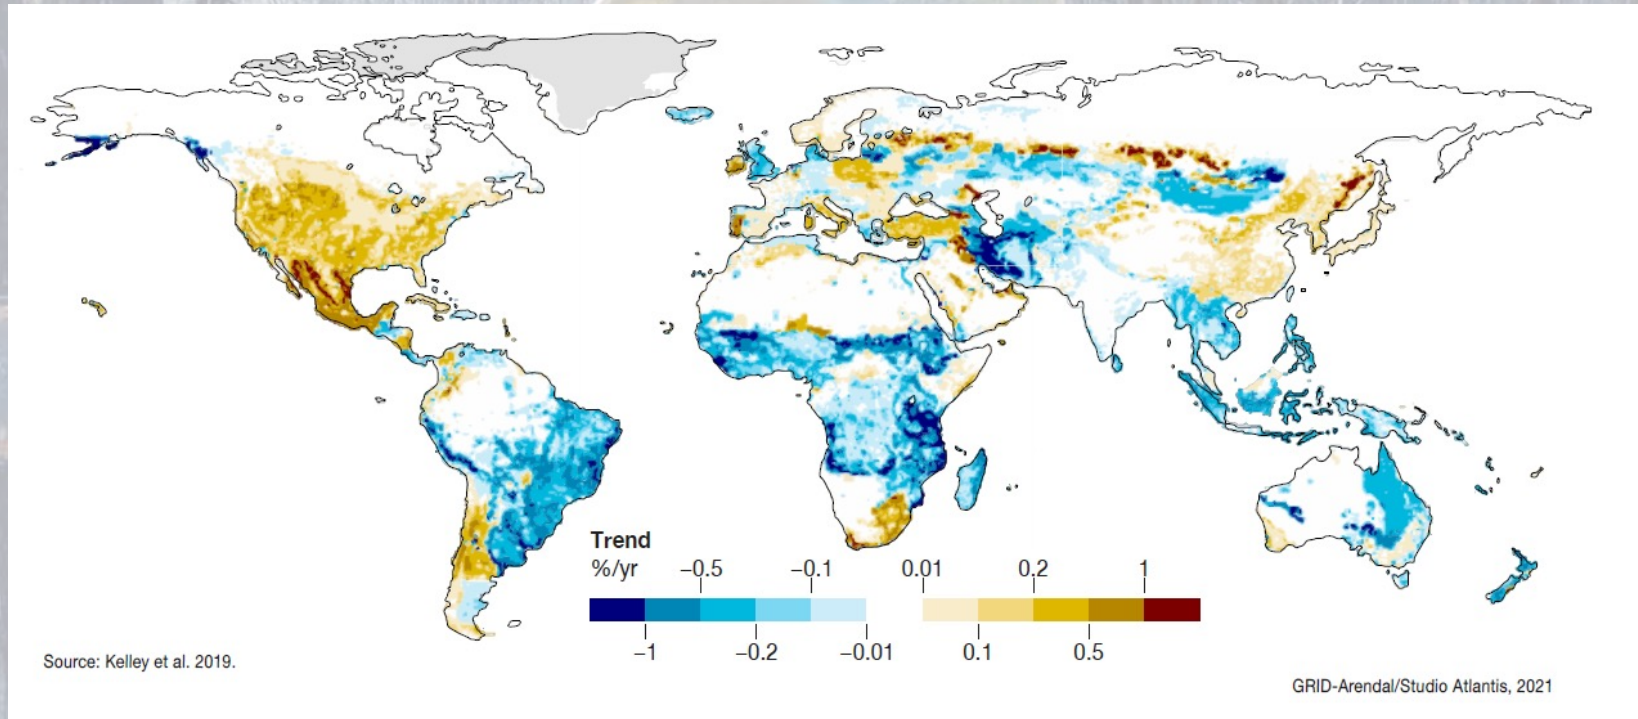 Trend
%/yr
−0.5
−0.1
0.01
0.2
1
−1
−0.2
−0.01
0.1
0.5
Source: Kelley et al. 2019.
GRID-Arendal/Studio Atlantis, 2021